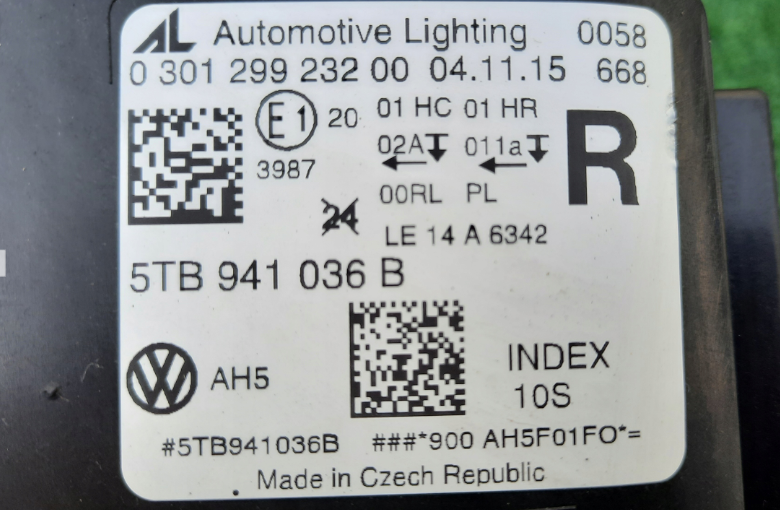 AL Automotive Lighting 0058
0 301 299 232 00 04.11.15 668
E1 20 01 HC 01 HR R
02A 011a
3987
00RL PL
24
LE 14 A 6342
5TB 941 036 B
VW AH5
INDEX
10S
#5TB941036B ###*900 AH5F01FO*=
Made in Czech Republic